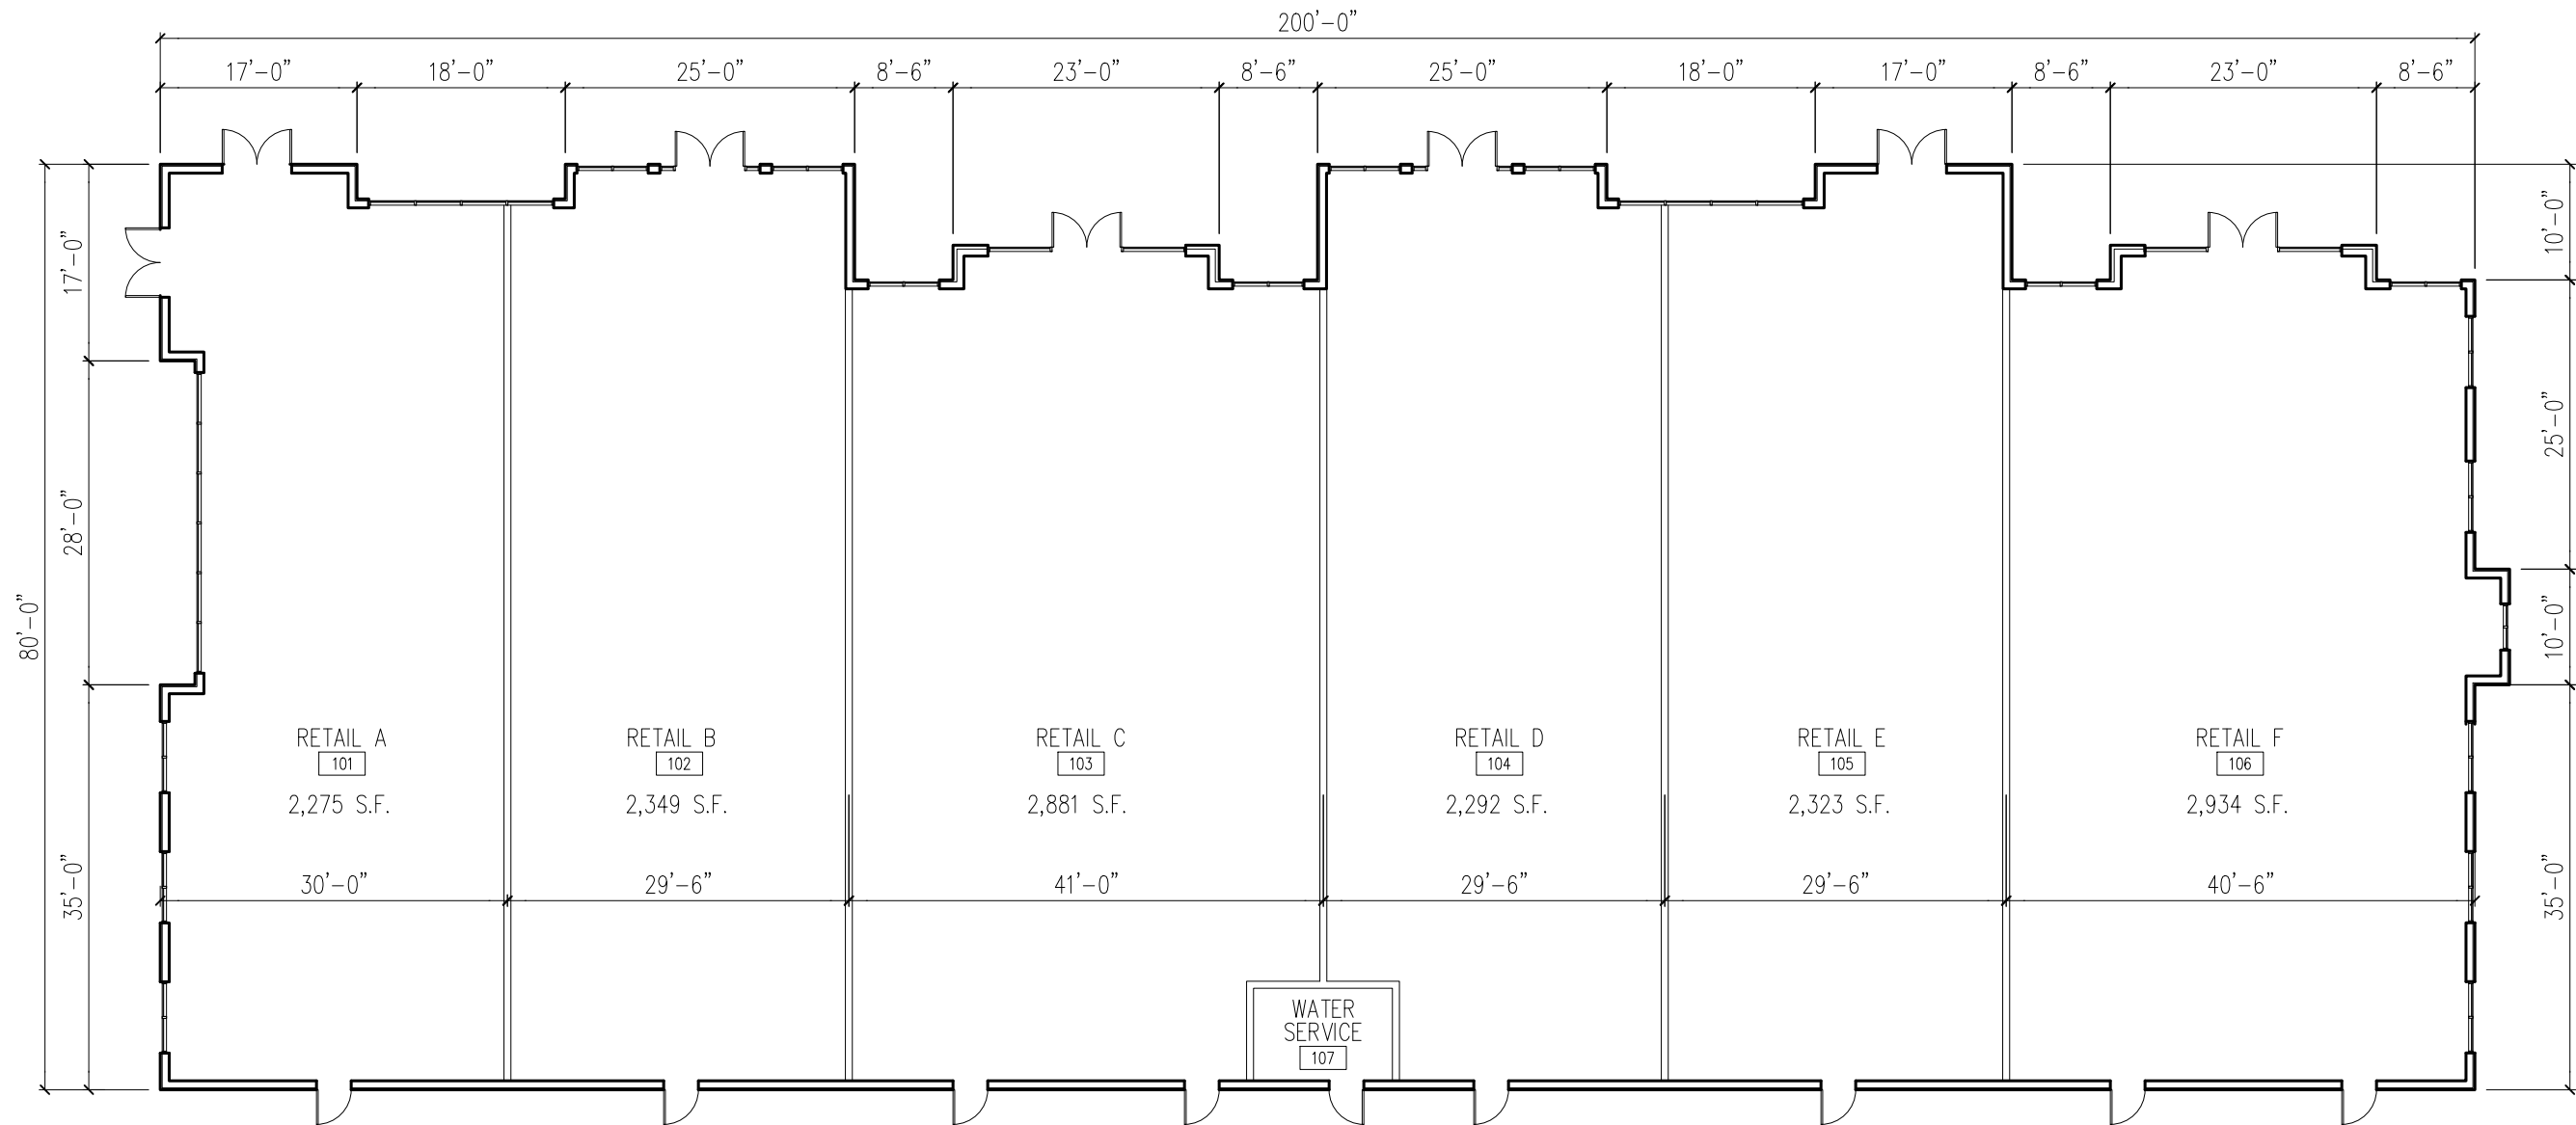 200'-0"
17'-0"
18'-0"
25'-0"
8'-6"
23'-0"
8'-6"
25'-0"
18'-0"
17'-0"
8'-6"
23'-0"
8'-6"
80'-0"
17'-0"
28'-0"
35'-0"
10'-0"
25'-0"
10'-0"
35'-0"
RETAIL A
101
2,275 S.F.
30'-0"
RETAIL B
102
2,349 S.F.
29'-6"
RETAIL C
103
2,881 S.F.
41'-0"
RETAIL D
104
2,292 S.F.
29'-6"
RETAIL E
105
2,323 S.F.
29'-6"
RETAIL F
106
2,934 S.F.
40'-6"
WATER
SERVICE
107